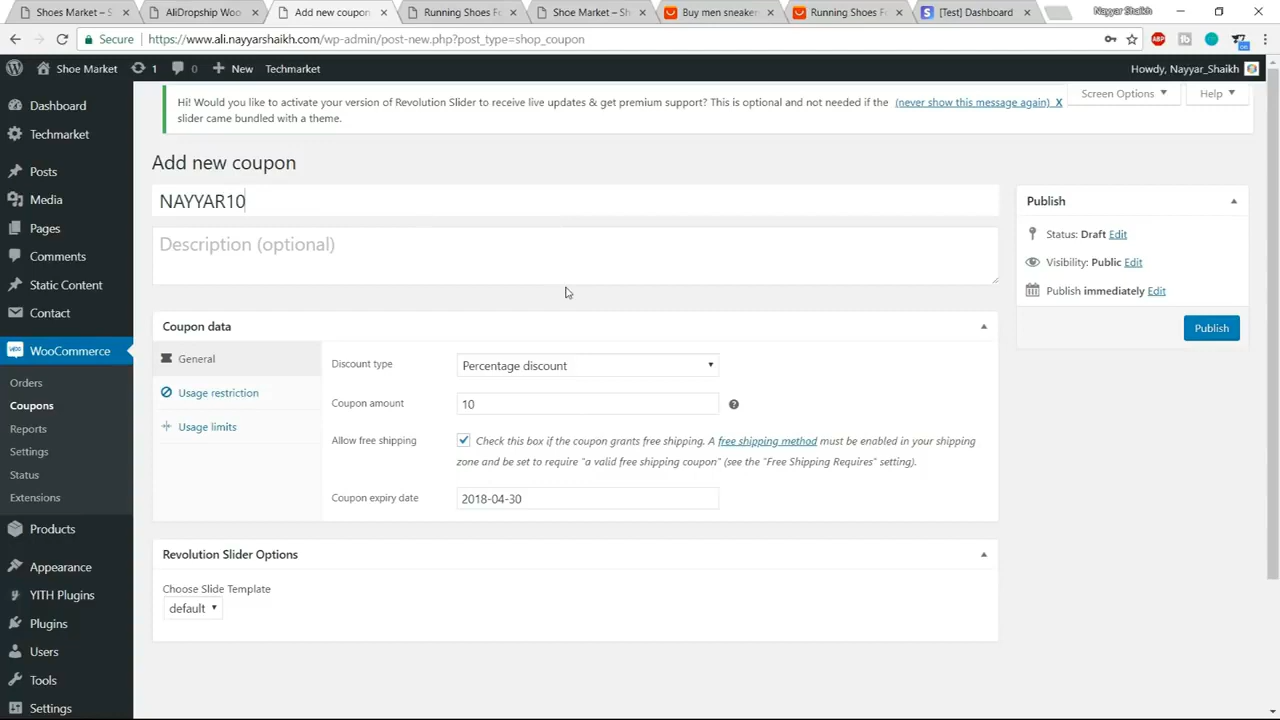 Shoes Market – S
AliDropship Woo
Add new coupon
Running Shoes Fo
Shoe Market – Sh
Buy men sneaker
Running Shoes Fo
[Test] Dashboard
Nayyar Shaikh
Secure
https://www.ali.nayyarshaikh.com/wp-admin/post-new.php?post_type=shop_coupon
Shoe Market
1
0
New
Techmarket
Howdy, Nayyar_Shaikh
Dashboard
Techmarket
Posts
Media
Pages
Comments
Static Content
Contact
WooCommerce
Orders
Coupons
Reports
Settings
Status
Extensions
Products
Appearance
YITH Plugins
Plugins
Users
Tools
Settings
Hi! Would you like to activate your version of Revolution Slider to receive live updates & get premium support? This is optional and not needed if the
slider came bundled with a theme.
(never show this message again) X
Screen Options
Help
Add new coupon
NAYYAR10
Description (optional)
Coupon data
General
Usage restriction
Usage limits
Discount type
Percentage discount
Coupon amount
10
Allow free shipping
Check this box if the coupon grants free shipping. A free shipping method must be enabled in your shipping
zone and be set to require "a valid free shipping coupon" (see the "Free Shipping Requires" setting).
Coupon expiry date
2018-04-30
Revolution Slider Options
Choose Slide Template
default
Publish
Status: Draft Edit
Visibility: Public Edit
Publish immediately Edit
Publish